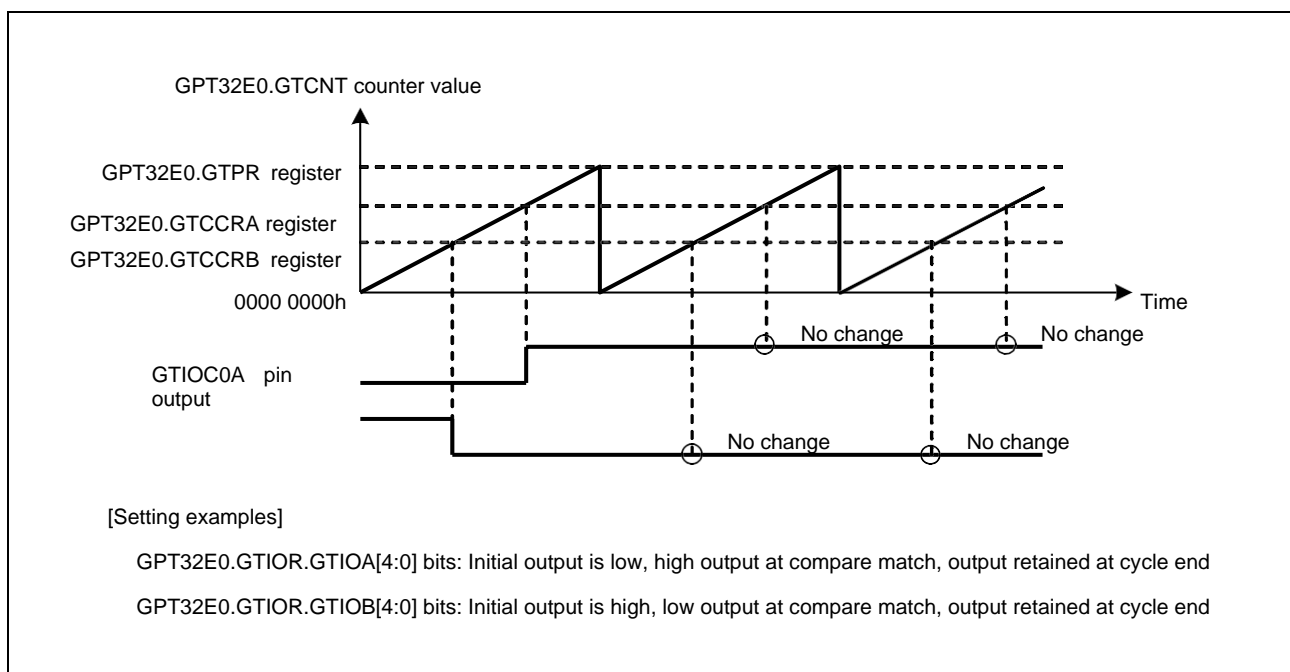 GPT32E0.GTCNT counter value
GPT32E0.GTPR register
GPT32E0.GTCCRA register
GPT32E0.GTCCRB register
0000 0000h
Time
No change
No change
GTIOC0A pin
output
No change
No change
[Setting examples]
GPT32E0.GTIOR.GTIOA[4:0] bits: Initial output is low, high output at compare match, output retained at cycle end
GPT32E0.GTIOR.GTIOB[4:0] bits: Initial output is high, low output at compare match, output retained at cycle end